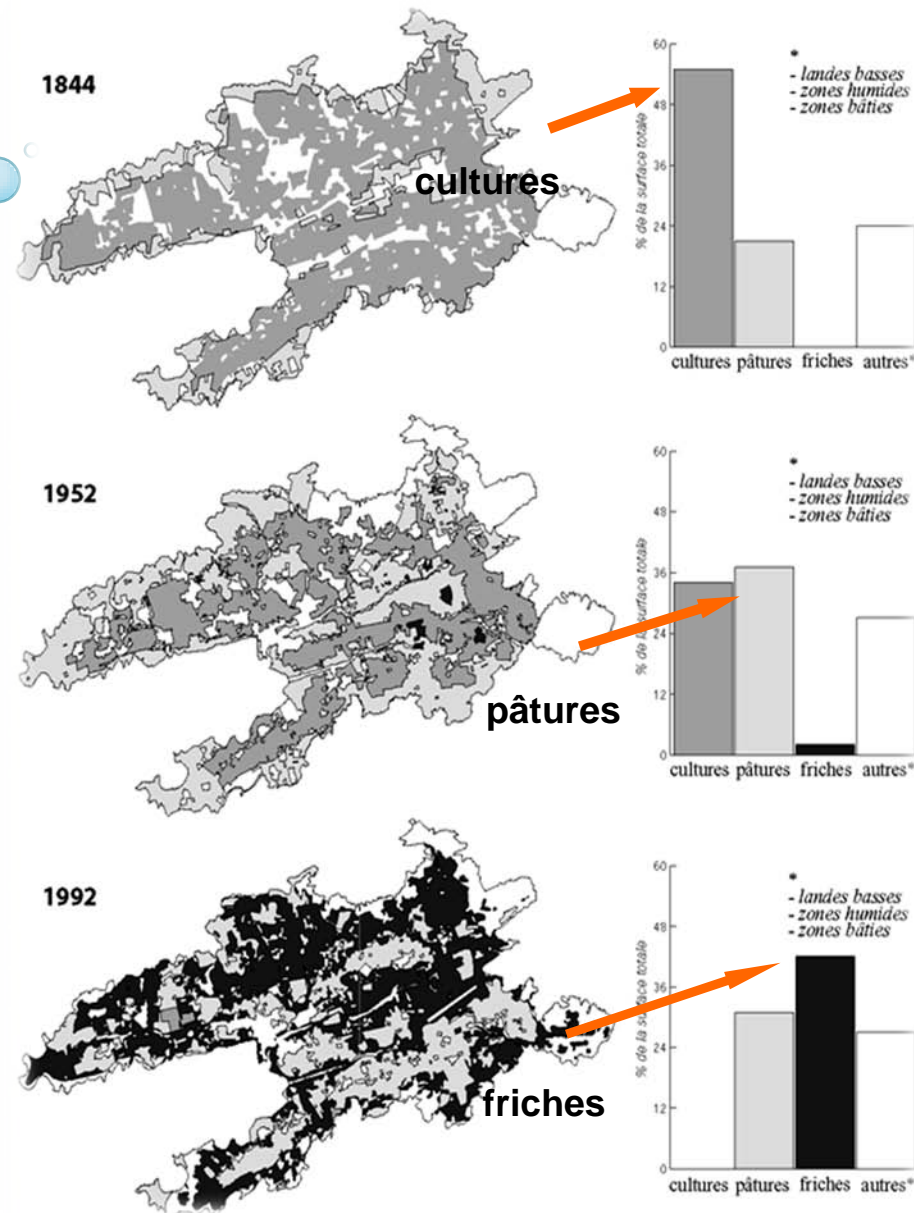 1844
cultures
% de la surface totale
60
48
36
24
12
0
*
- landes basses
- zones humides
- zones bâties
cultures pâtures friches autres*
1952
pâtures
% de la surface totale
60
48
36
24
12
0
*
- landes basses
- zones humides
- zones bâties
cultures pâtures friches autres*
1992
friches
% de la surface totale
60
48
36
24
12
0
*
- landes basses
- zones humides
- zones bâties
cultures pâtures friches autres*